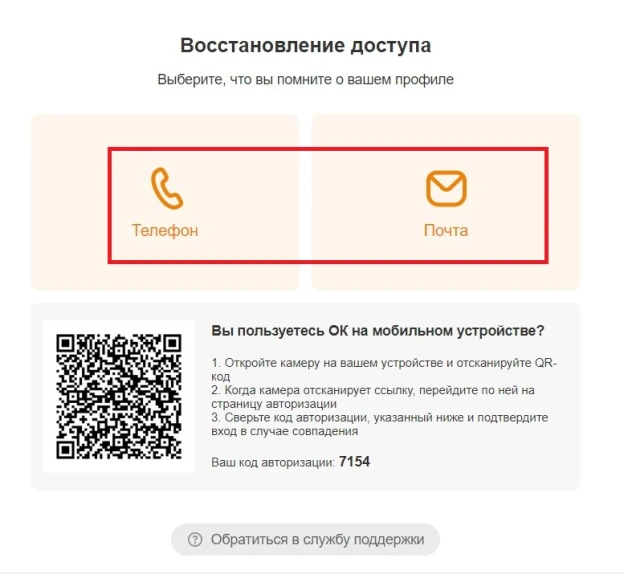 Восстановление доступа
Выберите, что вы помните о вашем профиле
Телефон
Почта
Вы пользуетесь ОК на мобильном устройстве?
1. Откройте камеру на вашем устройстве и отсканируйте QR-
код
2. Когда камера отсканирует ссылку, перейдите по ней на
страницу авторизации
3. Сверьте код авторизации, указанный ниже и подтвердите
вход в случае совпадения
Ваш код авторизации: 7154
Обратиться в службу поддержки